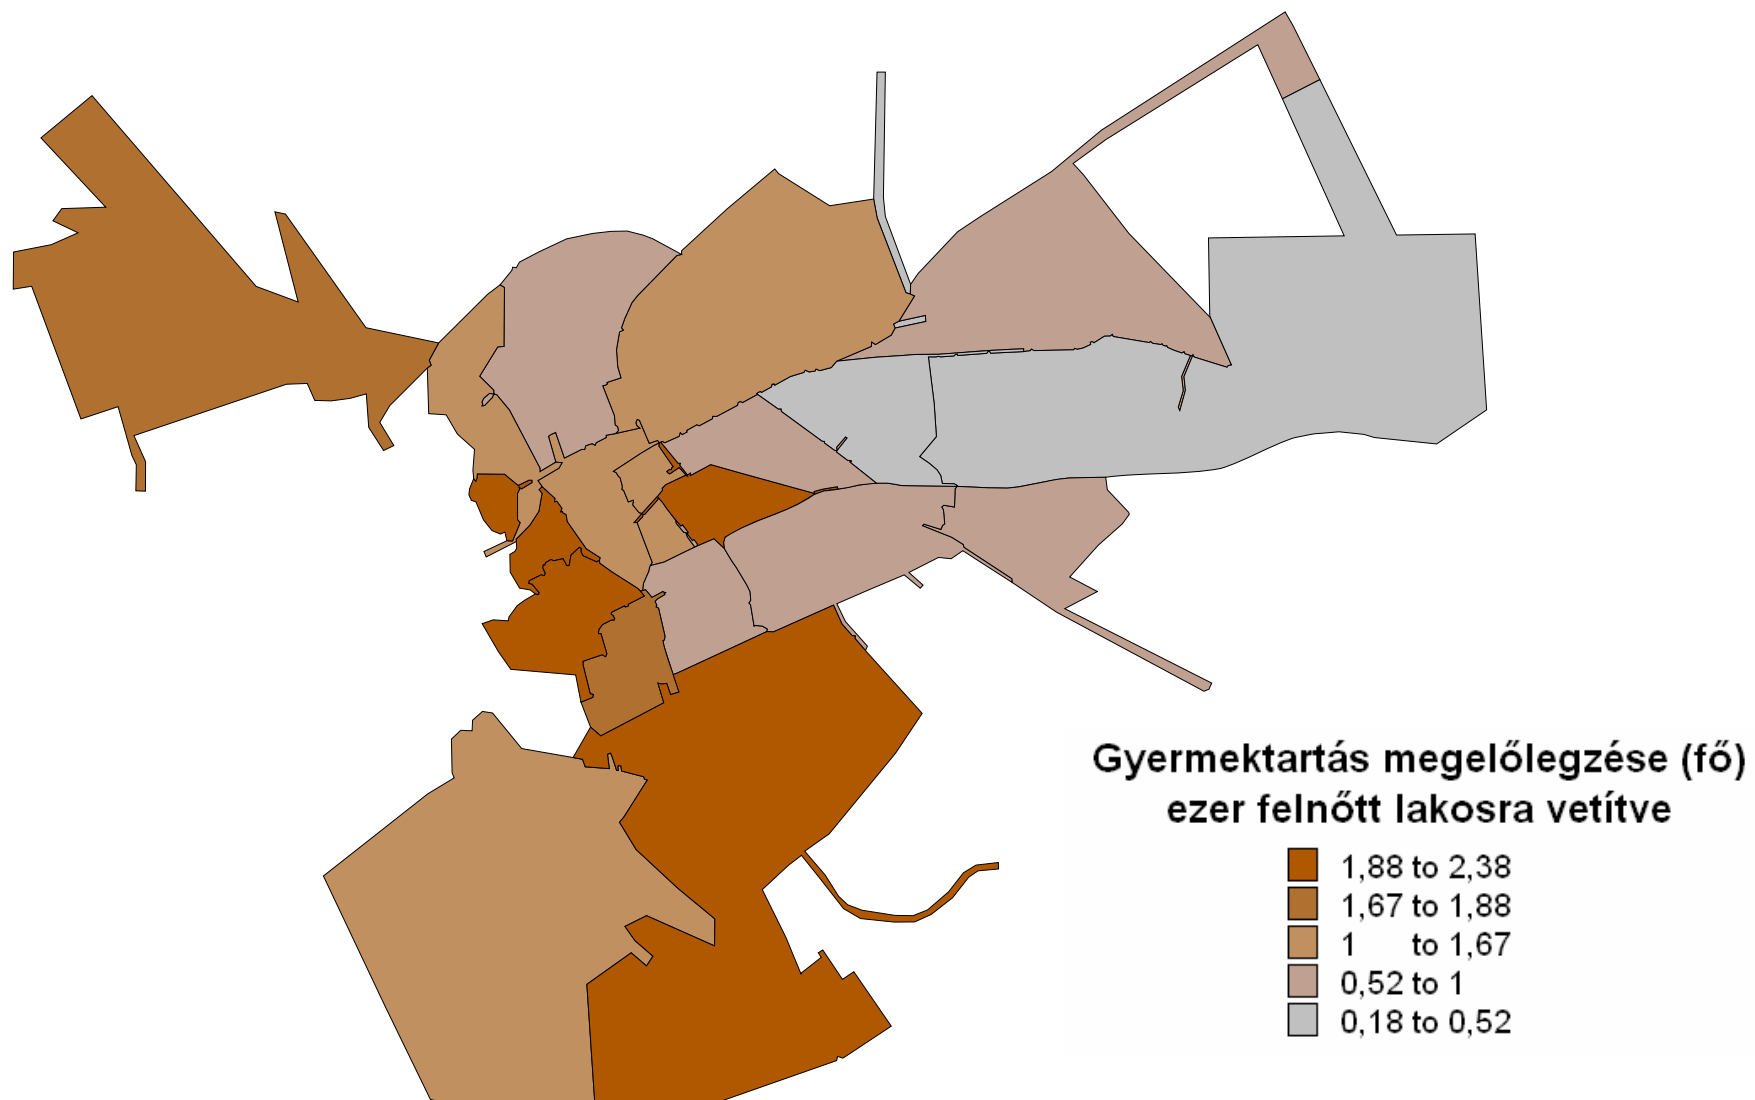 Gyermektartás megelőlegzése (fő)
ezer felnőtt lakosra vetítve
1,88 to 2,38
1,67 to 1,88
1 to 1,67
0,52 to 1
0,18 to 0,52